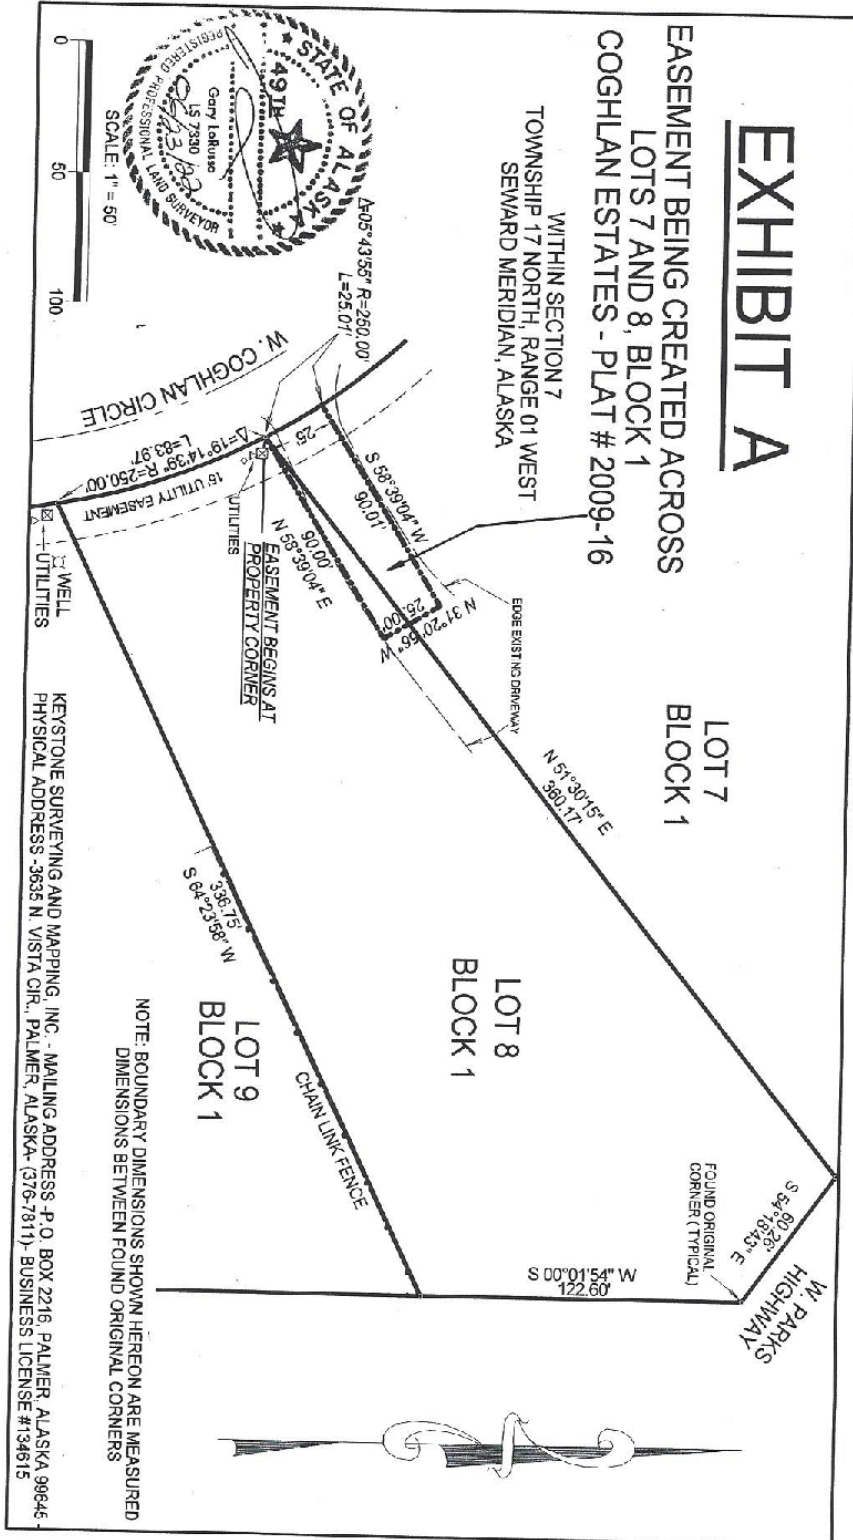 EXHIBIT A
EASEMENT BEING CREATED ACROSS
LOTS 7 AND 8, BLOCK 1
COGHLAN ESTATES - PLAT # 2009-16
WITHIN SECTION 7
TOWNSHIP 17 NORTH, RANGE 01 WEST
SEWARD MERIDIAN, ALASKA
STATE OF ALASKA
49TH
Gary LoRusso
LS 7330
REGISTERED PROFESSIONAL LAND SURVEYOR
0
50
100
SCALE: 1" = 50'
Δ=05°43'55" R=250.00'
L=25.01'
W. COGHLAN CIRCLE
Δ=19°14'39" R=250.00'
L=83.97'
15' UTILITY EASEMENT
UTILITIES
25
S 58°39'04" W
90.01'
90.00'
N 58°39'04" E
N 31°20'56" W
25.00'
EASEMENT BEGINS AT
PROPERTY CORNER
EDGE EXISTING DRIVEWAY
WELL
UTILITIES
LOT 7
BLOCK 1
N 51°30'15" E
360.17'
LOT 8
BLOCK 1
336.75'
S 64°23'58" W
LOT 9
BLOCK 1
CHAIN LINK FENCE
FOUND ORIGINAL
CORNER ( TYPICAL)
60.26'
S 54°18'43" E
W. PARKS
HIGHWAY
S 00°01'54" W
122.60'
NOTE: BOUNDARY DIMENSIONS SHOWN HEREON ARE MEASURED
DIMENSIONS BETWEEN FOUND ORIGINAL CORNERS
KEYSTONE SURVEYING AND MAPPING, INC. - MAILING ADDRESS -P.O. BOX 2216, PALMER, ALASKA 99645 -
PHYSICAL ADDRESS -3635 N. VISTA CIR., PALMER, ALASKA- (376-7811)- BUSINESS LICENSE #134615